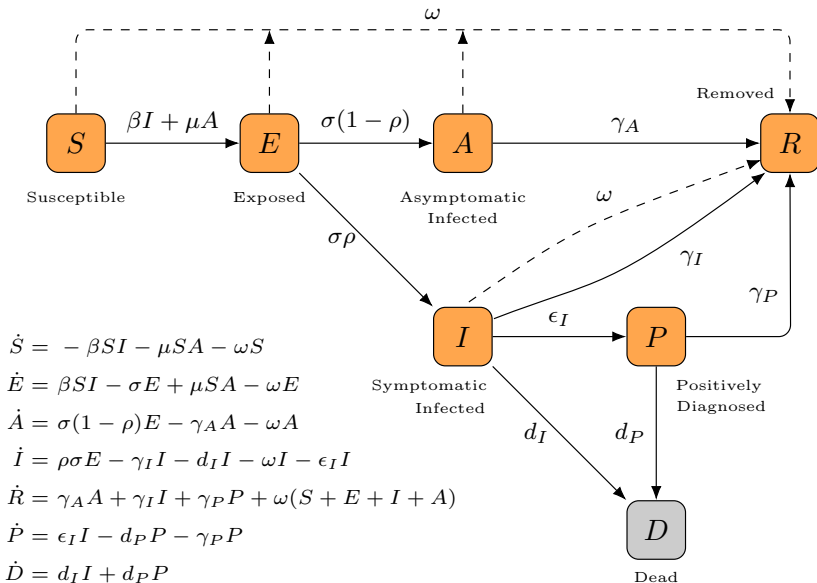 ω
Removed
βI + μA
σ(1 − ρ)
γ_A
S
E
A
R
Susceptible
Exposed
Asymptomatic
Infected
ω
σρ
γ_I
γ_P
ϵ_I
I
P
Symptomatic
Infected
Positively
Diagnosed
d_I
d_P
D
Dead
Ṡ = − βSI − μSA − ωS
Ė = βSI − σE + μSA − ωE
Ȧ = σ(1 − ρ)E − γ_A A − ωA
İ = ρσE − γ_I I − d_I I − ωI − ϵ_I I
Ṙ = γ_A A + γ_I I + γ_P P + ω(S + E + I + A)
Ṗ = ϵ_I I − d_P P − γ_P P
Ḋ = d_I I + d_P P